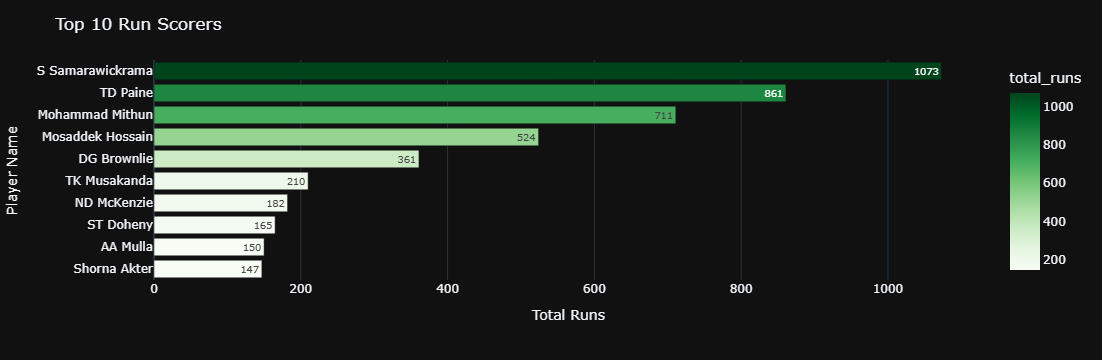 Top 10 Run Scorers
Player Name
S Samarawickrama 1073
TD Paine 861
Mohammad Mithun 711
Mosaddek Hossain 524
DG Brownlie 361
TK Musakanda 210
ND McKenzie 182
ST Doheny 165
AA Mulla 150
Shorna Akter 147
0 200 400 600 800 1000
Total Runs
total_runs
1000
800
600
400
200